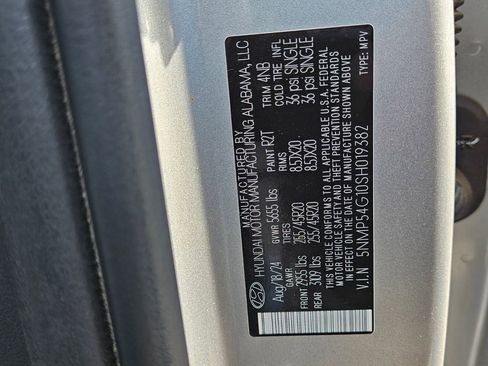 MANUFACTURED BY
HYUNDAI MOTOR MANUFACTURING ALABAMA, LLC
Aug/18/24 GVWR 5655 lbs PAINT R2T TRIM 4NB
GAWR TIRES RIMS COLD TIRE INFL
FRONT 2955 lbs 255/45R20 8.5JX20 36 psi SINGLE
REAR 3109 lbs 255/45R20 8.5JX20 36 psi SINGLE
THIS VEHICLE CONFORMS TO ALL APPLICABLE U.S.A. FEDERAL
MOTOR VEHICLE SAFETY AND THEFT PREVENTION STANDARDS
IN EFFECT ON THE DATE OF MANUFACTURE SHOWN ABOVE
V.I.N 5NMP54G10SH019382 TYPE: MPV